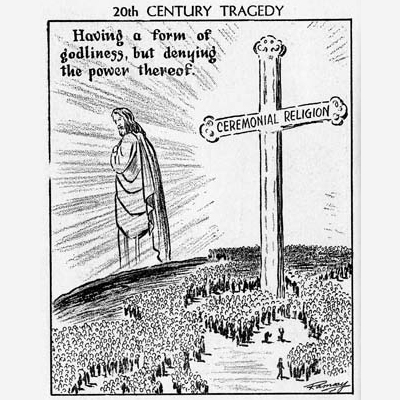 20th CENTURY TRAGEDY
Having a form of
godliness, but denying
the power thereof.
CEREMONIAL RELIGION